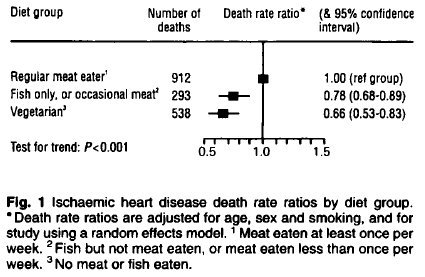 Diet group Number of deaths Death rate ratio* (& 95% confidence interval)
Regular meat eater¹ 912 1.00 (ref group)
Fish only, or occasional meat² 293 0.78 (0.68-0.89)
Vegetarian³ 538 0.66 (0.53-0.83)
Test for trend: P<0.001
0.5 1.0 1.5
Fig. 1 Ischaemic heart disease death rate ratios by diet group.
*Death rate ratios are adjusted for age, sex and smoking, and for
study using a random effects model. ¹ Meat eaten at least once per
week. ² Fish but not meat eaten, or meat eaten less than once per
week. ³ No meat or fish eaten.